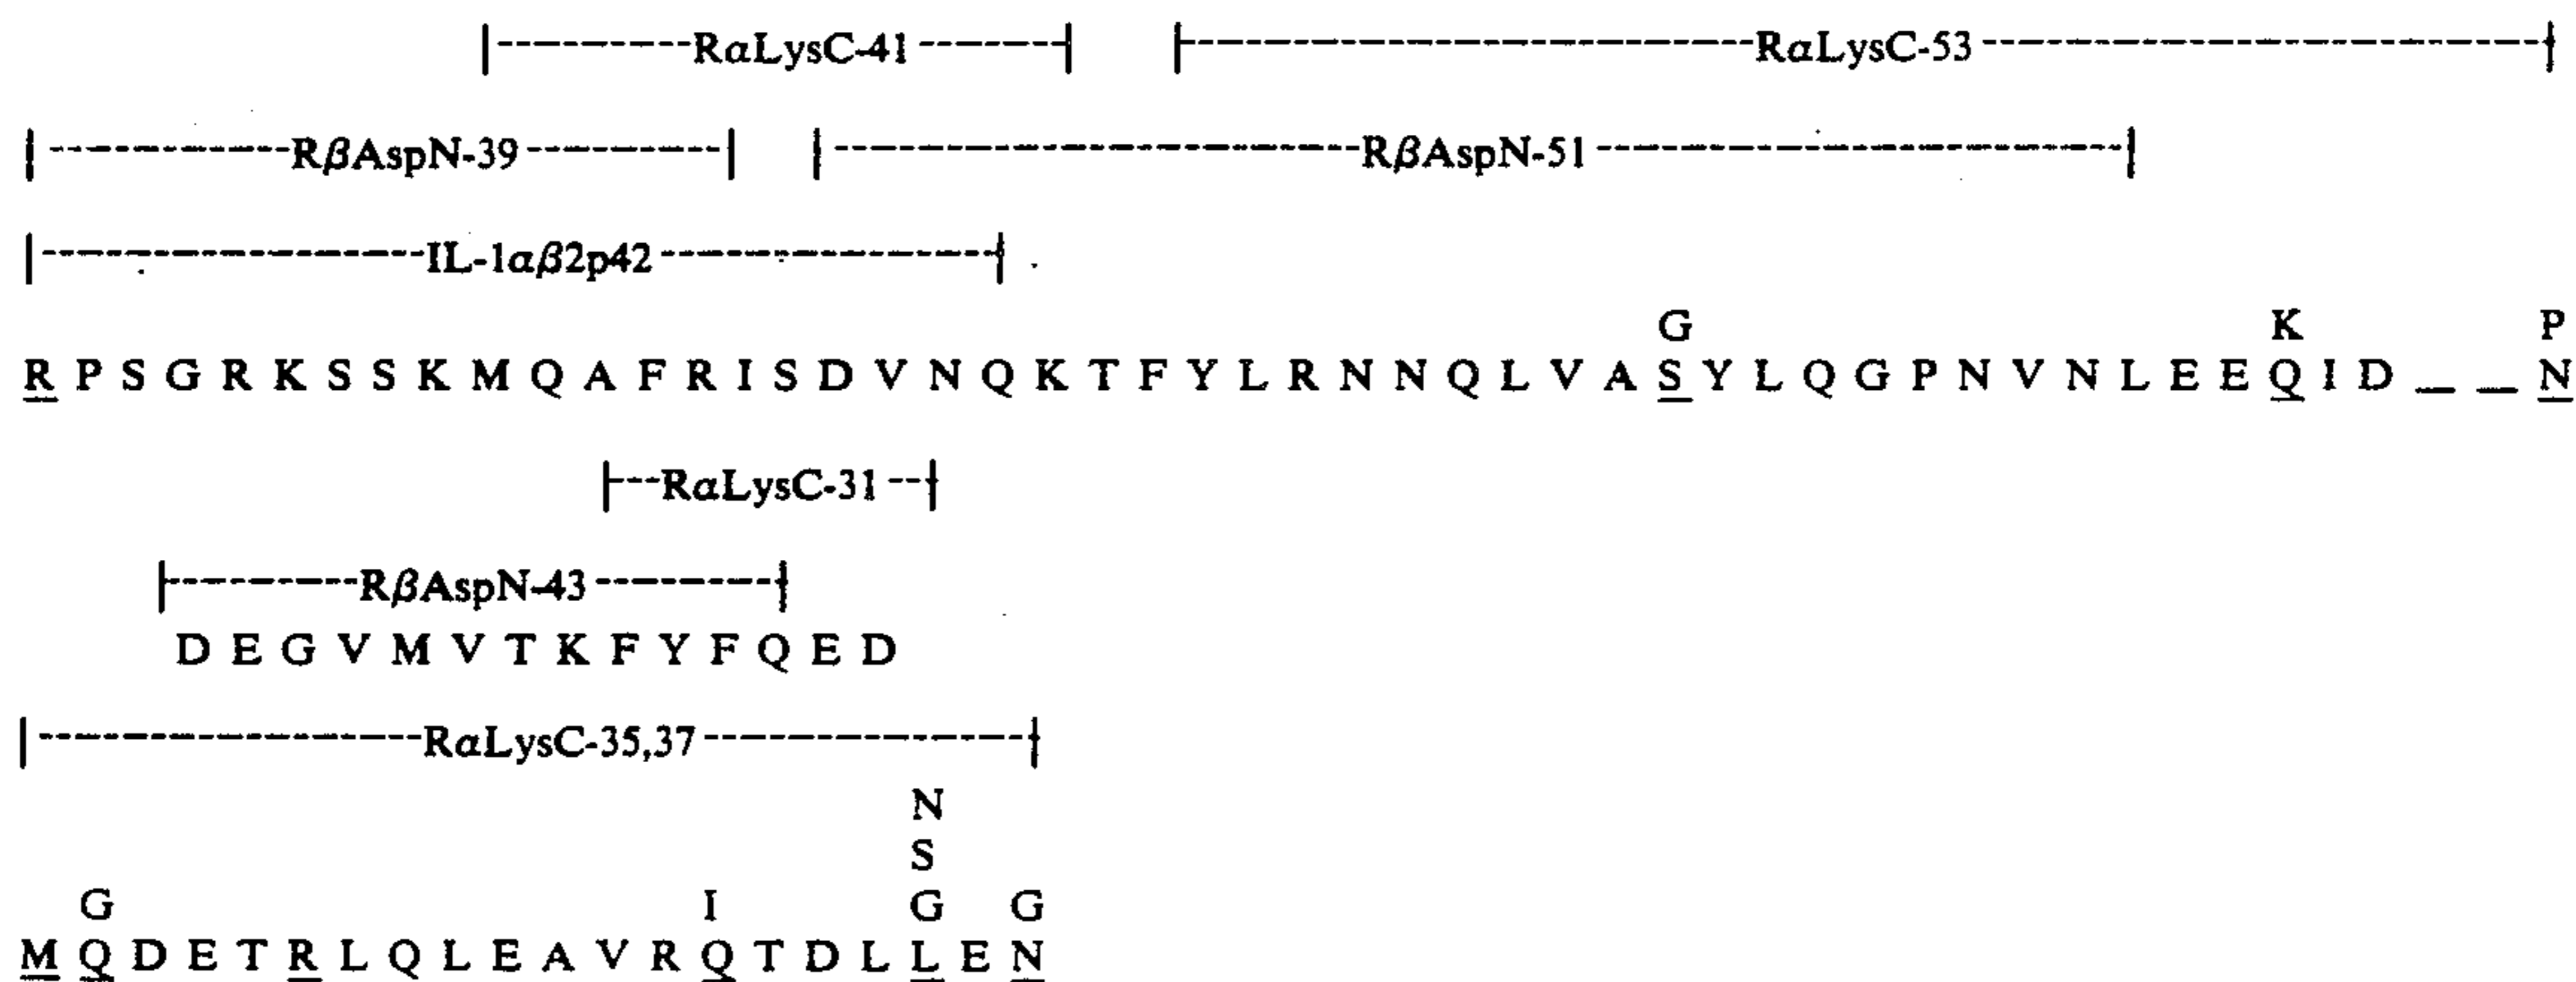 |---------RαLysC-41-------| |---------------------------RαLysC-53---------------------------|
|------------RβAspN-39---------| |-------------------------RβAspN-51-------------------------|
|-----------------IL-1αβ2p42---------------|
G K P
R P S G R K S S K M Q A F R I S D V N Q K T F Y L R N N Q L V A S Y L Q G P N V N L E E Q I D _ _ N
|---RαLysC-31---|
|---------RβAspN-43---------|
D E G V M V T K F Y F Q E D
|-----------------RαLysC-35,37---------------|
N
S
G I G G
M Q D E T R L Q L E A V R Q T D L L E N